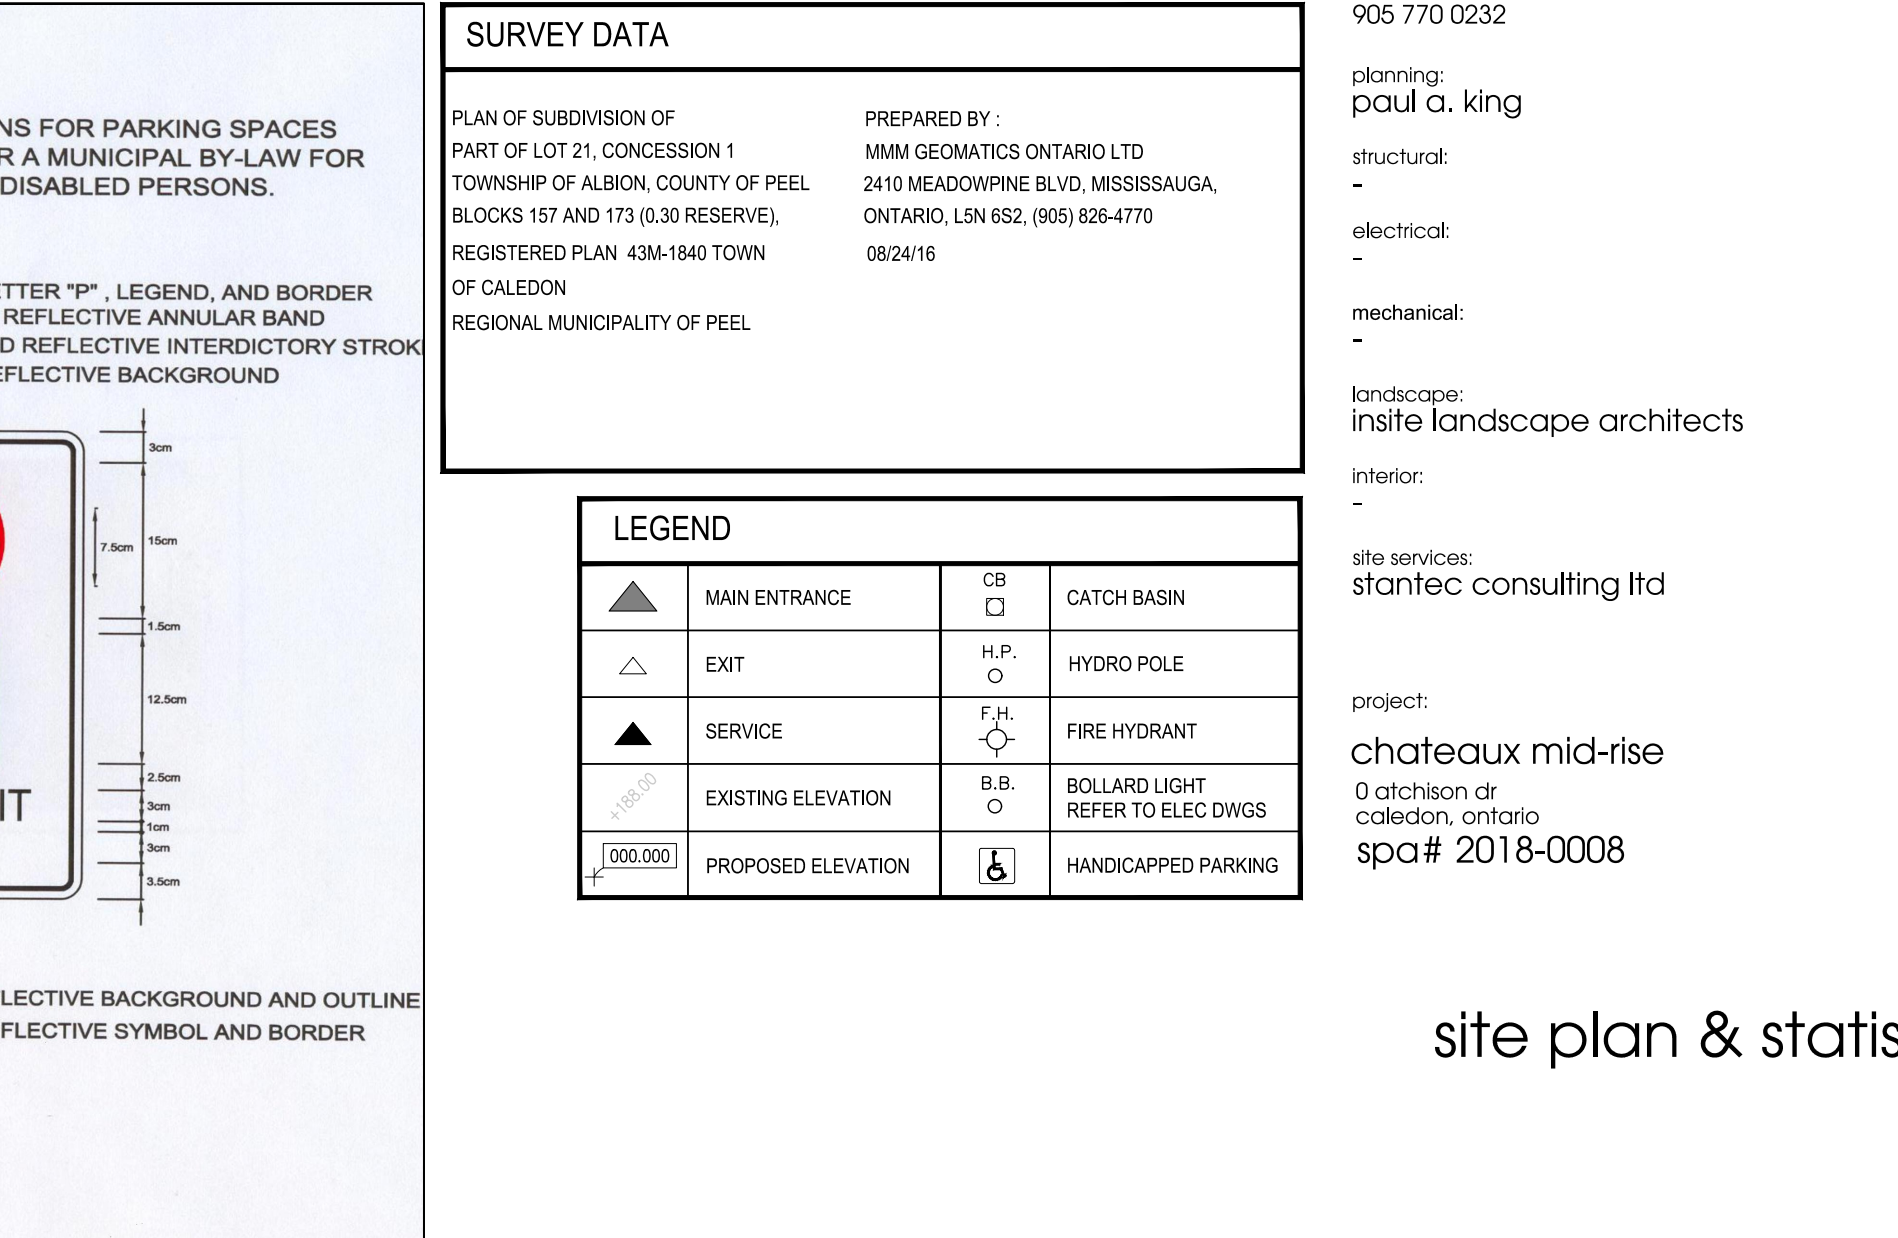 NS FOR PARKING SPACES
R A MUNICIPAL BY-LAW FOR
DISABLED PERSONS.
ETTER "P" , LEGEND, AND BORDER
REFLECTIVE ANNULAR BAND
D REFLECTIVE INTERDICTORY STROK
EFLECTIVE BACKGROUND
3cm
15cm
7.5cm
1.5cm
12.5cm
2.5cm
IT
3cm
1cm
3cm
3.5cm
LECTIVE BACKGROUND AND OUTLINE
FLECTIVE SYMBOL AND BORDER
SURVEY DATA
PLAN OF SUBDIVISION OF
PART OF LOT 21, CONCESSION 1
TOWNSHIP OF ALBION, COUNTY OF PEEL
BLOCKS 157 AND 173 (0.30 RESERVE),
REGISTERED PLAN 43M-1840 TOWN
OF CALEDON
REGIONAL MUNICIPALITY OF PEEL
PREPARED BY :
MMM GEOMATICS ONTARIO LTD
2410 MEADOWPINE BLVD, MISSISSAUGA,
ONTARIO, L5N 6S2, (905) 826-4770
08/24/16
LEGEND
MAIN ENTRANCE
CB
CATCH BASIN
EXIT
H.P.
HYDRO POLE
SERVICE
F.H.
FIRE HYDRANT
+188.00
EXISTING ELEVATION
B.B.
BOLLARD LIGHT
REFER TO ELEC DWGS
000.000
PROPOSED ELEVATION
HANDICAPPED PARKING
905 770 0232
planning:
paul a. king
structural:
-
electrical:
-
mechanical:
-
landscape:
insite landscape architects
interior:
-
site services:
stantec consulting ltd
project:
chateaux mid-rise
0 atchison dr
caledon, ontario
spa# 2018-0008
site plan & statis